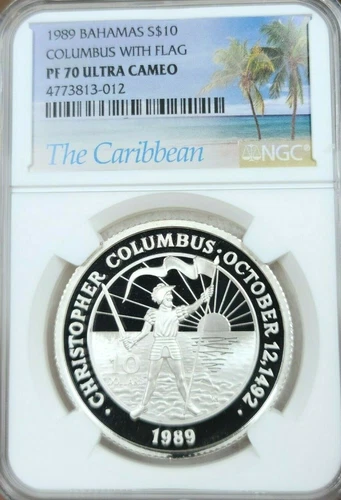 1989 BAHAMAS S$10
COLUMBUS WITH FLAG
PF 70 ULTRA CAMEO
4773813-012
The Caribbean
NGC
CHRISTOPHER COLUMBUS · OCTOBER 12, 1492 ·
10
1989